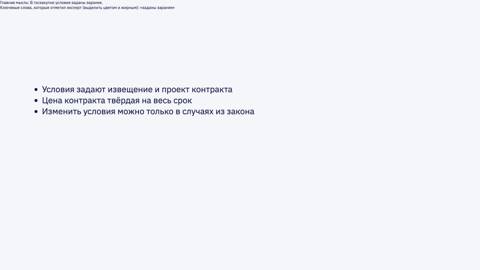 Главная мысль: В госзакупке условия заданы заранее.
Ключевые слова, которые отметил эксперт (выделить цветом и жирным): «заданы заранее»
• Условия задают извещение и проект контракта
• Цена контракта твёрдая на весь срок
• Изменить условия можно только в случаях из закона